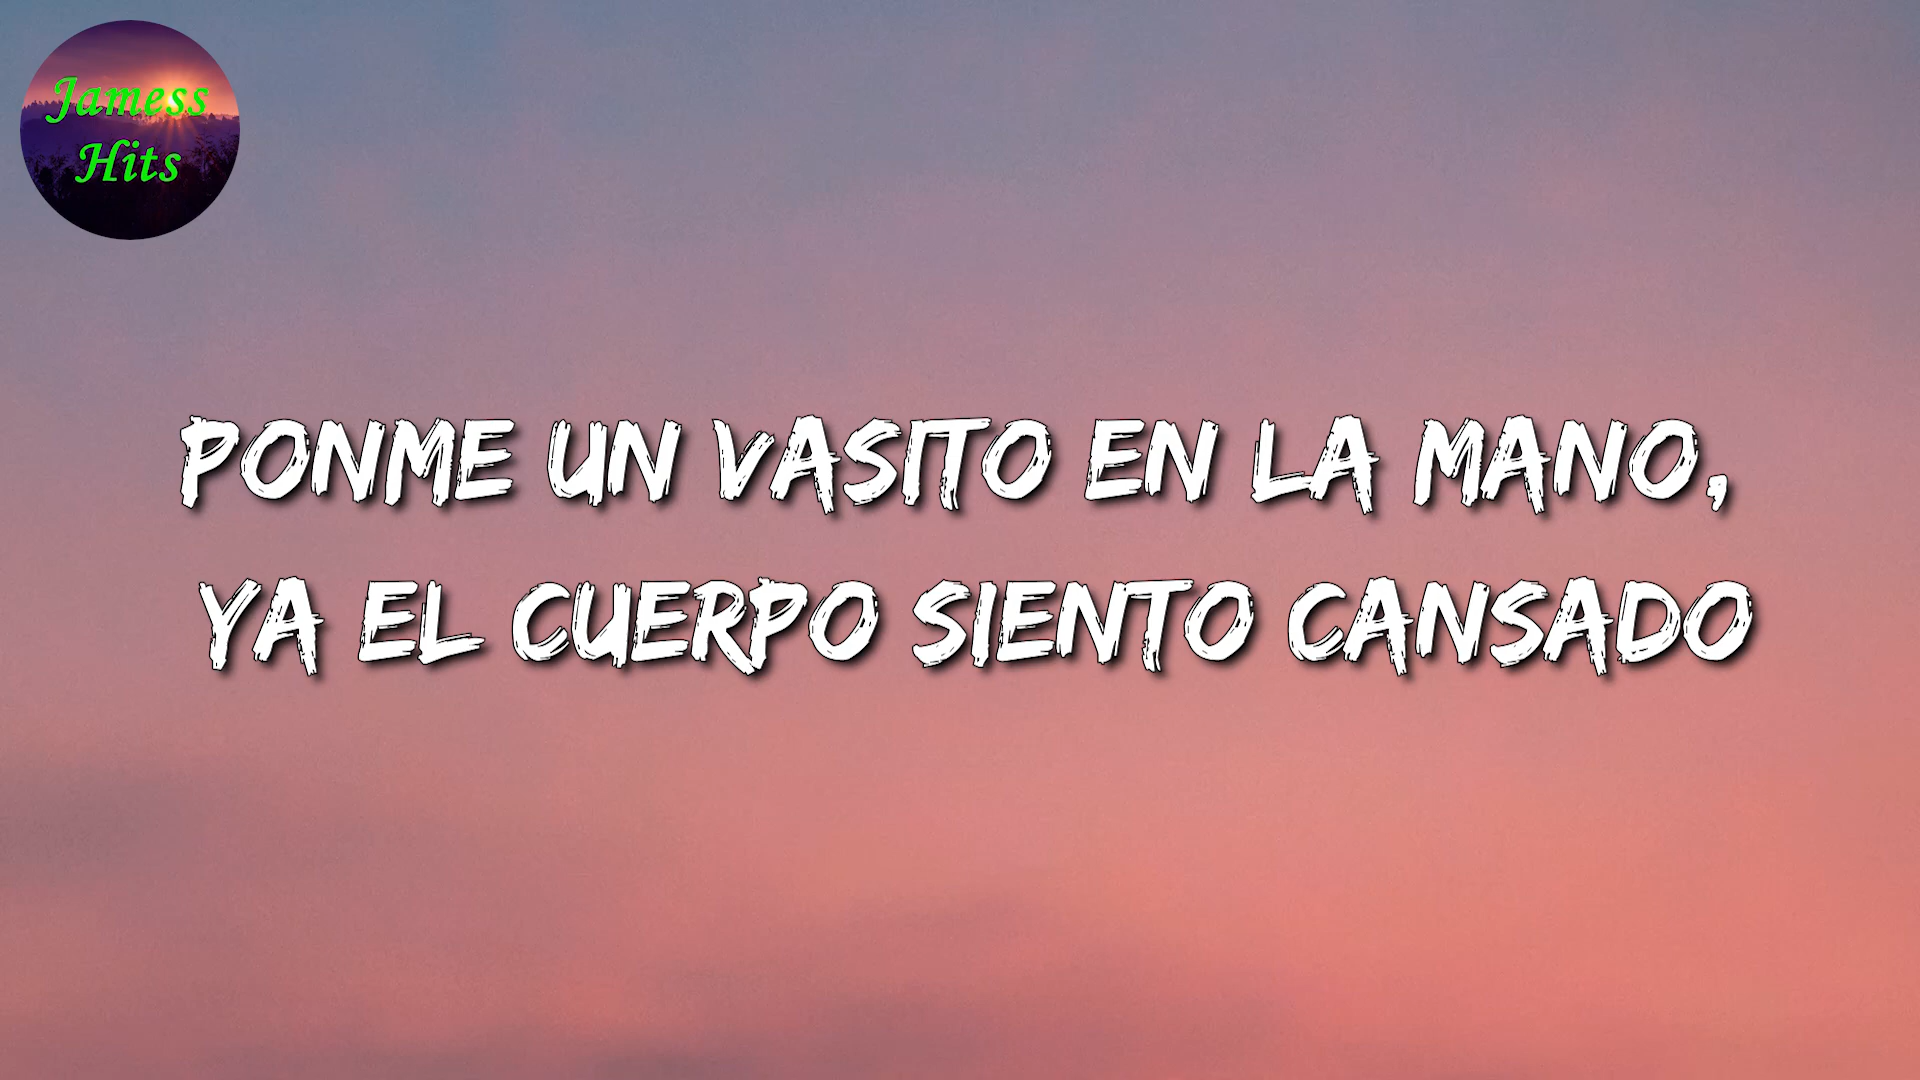 Jamess
Hits
PONME UN VASITO EN LA MANO,
YA EL CUERPO SIENTO CANSADO